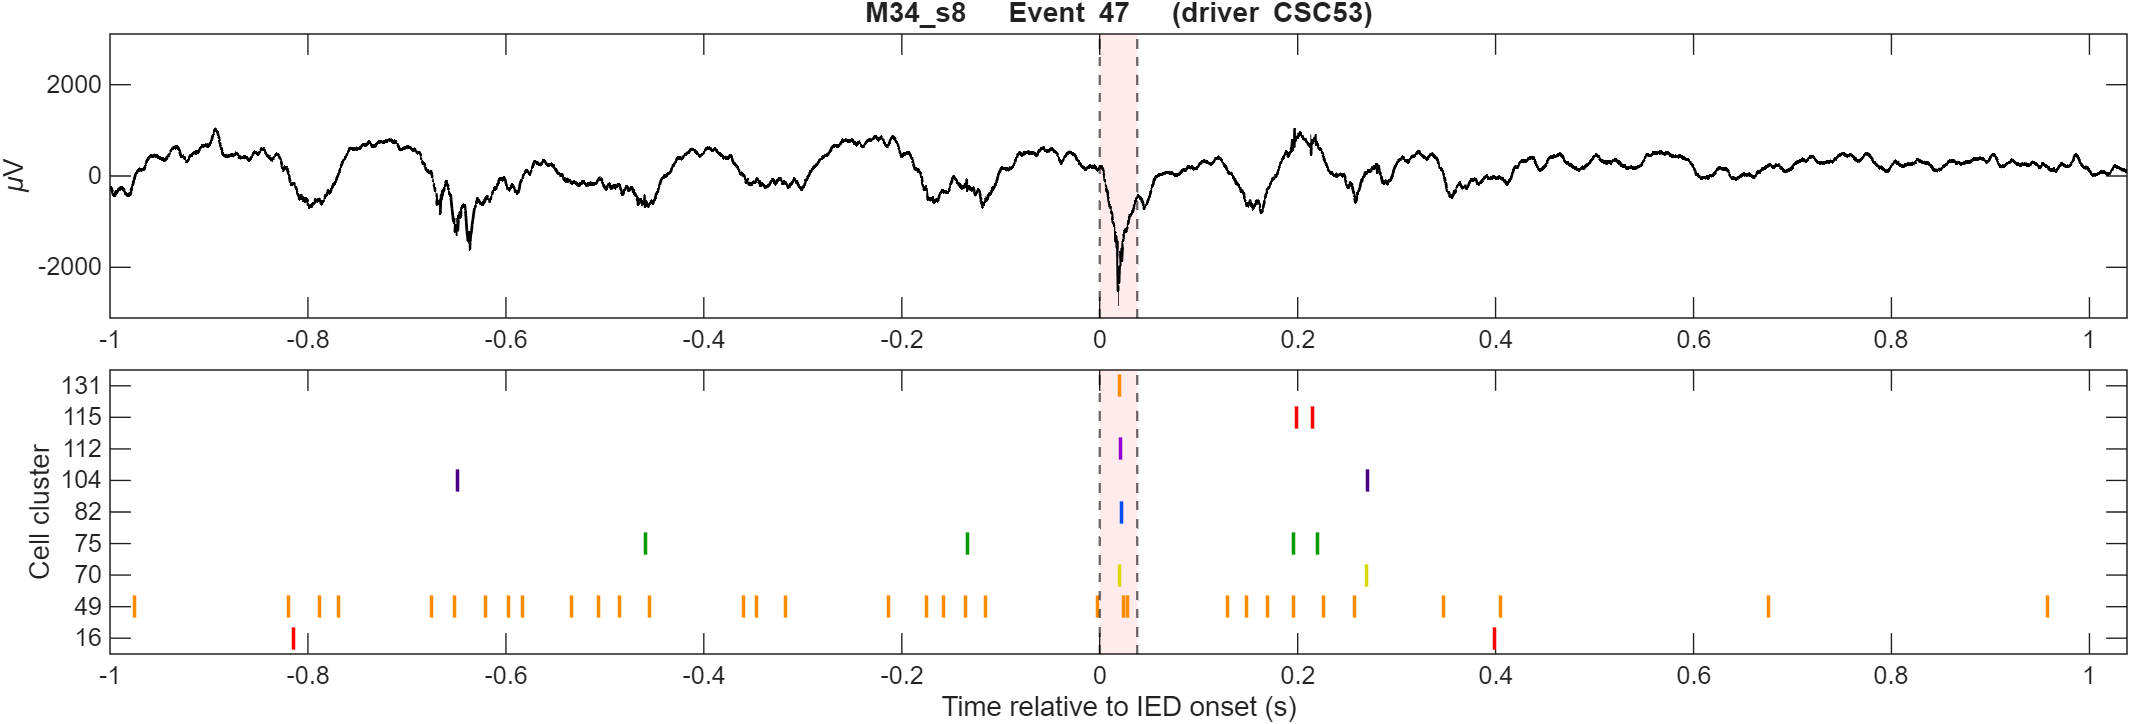 M34_s8 Event 47 (driver CSC53)
2000
0
-2000
µV
-1 -0.8 -0.6 -0.4 -0.2 0 0.2 0.4 0.6 0.8 1
131
115
112
104
82
75
70
49
16
Cell cluster
-1 -0.8 -0.6 -0.4 -0.2 0 0.2 0.4 0.6 0.8 1
Time relative to IED onset (s)